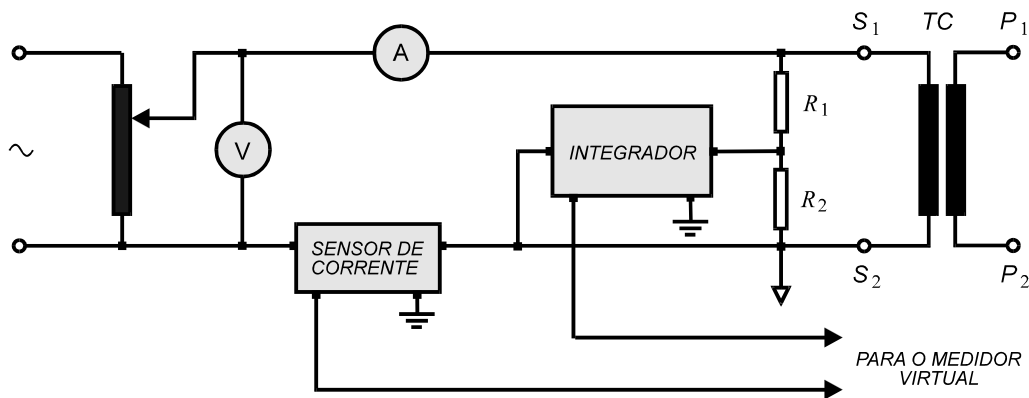 S1 TC P1
A
R1
INTEGRADOR
~
V
R2
SENSOR DE
CORRENTE
S2
P2
PARA O MEDIDOR
VIRTUAL